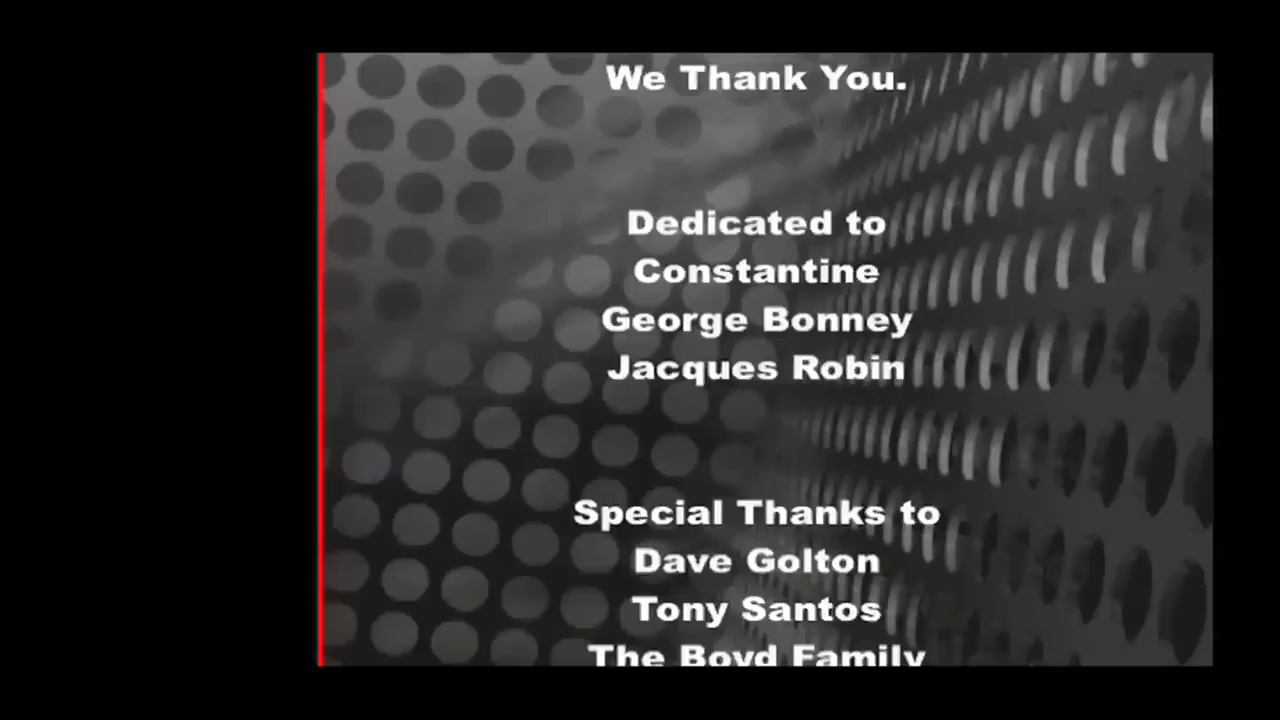 We Thank You.
Dedicated to
Constantine
George Bonney
Jacques Robin
Special Thanks to
Dave Golton
Tony Santos
The Boyd Family